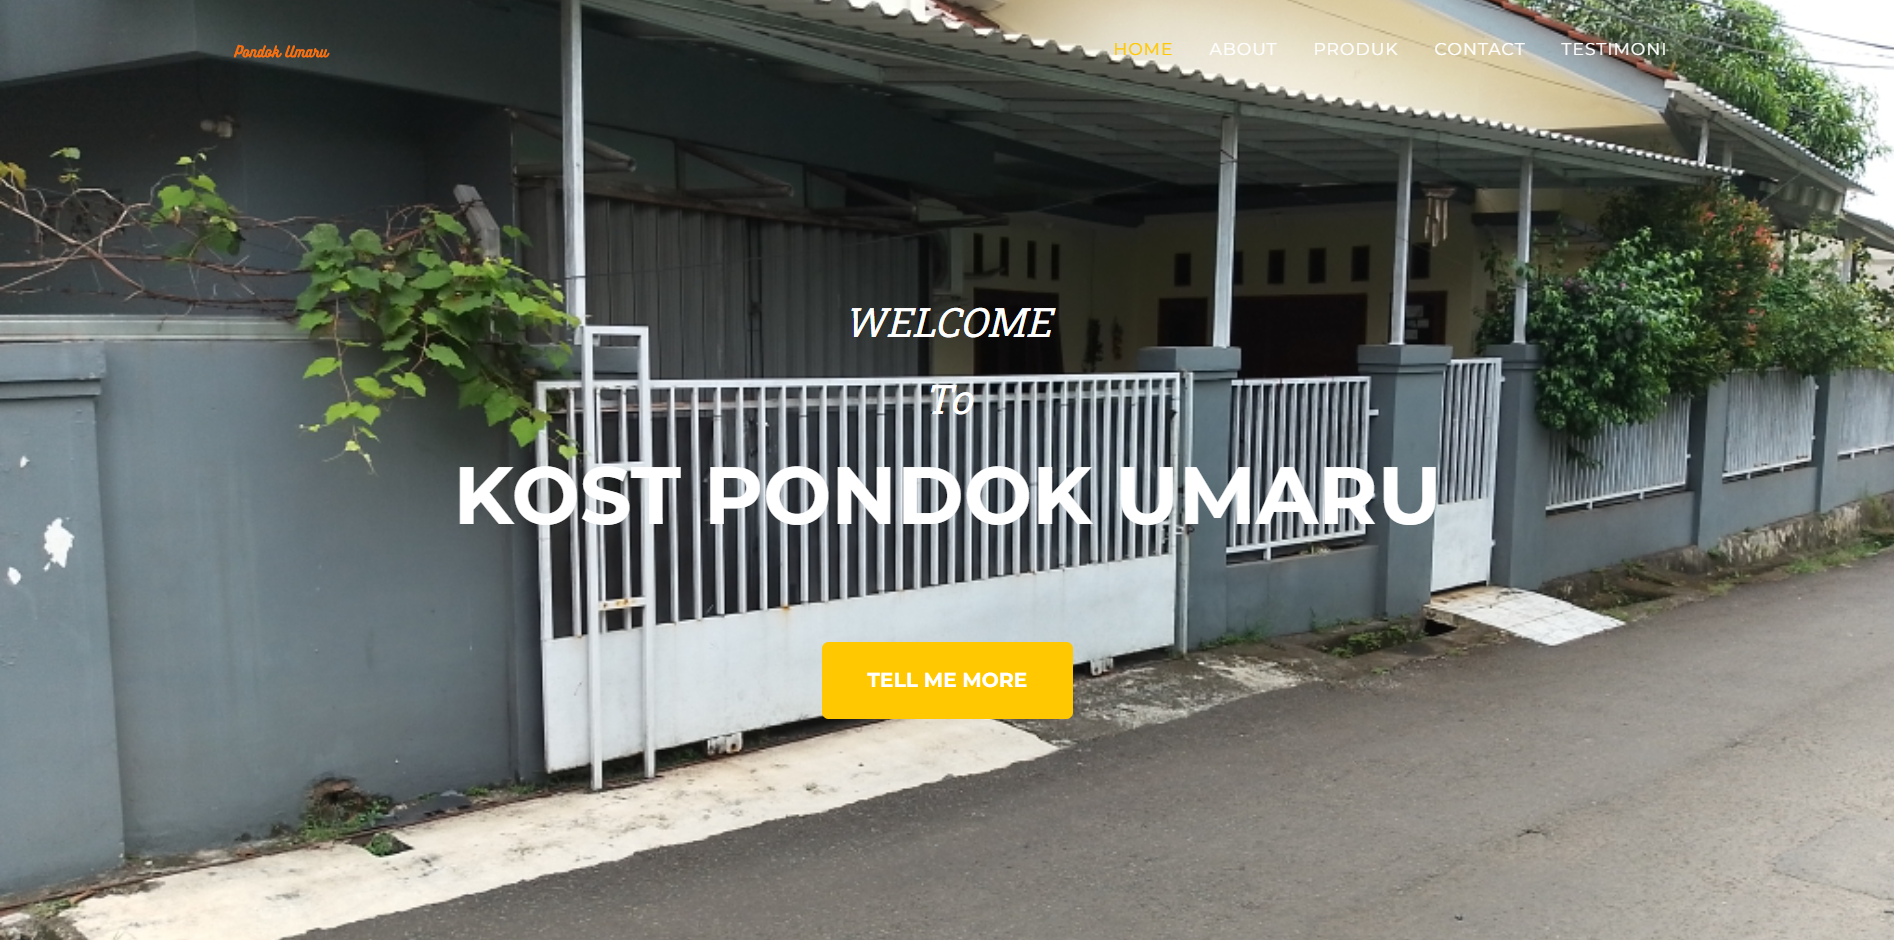 Pondok Umaru
HOME ABOUT PRODUK CONTACT TESTIMONI
WELCOME
To
KOST PONDOK UMARU
TELL ME MORE